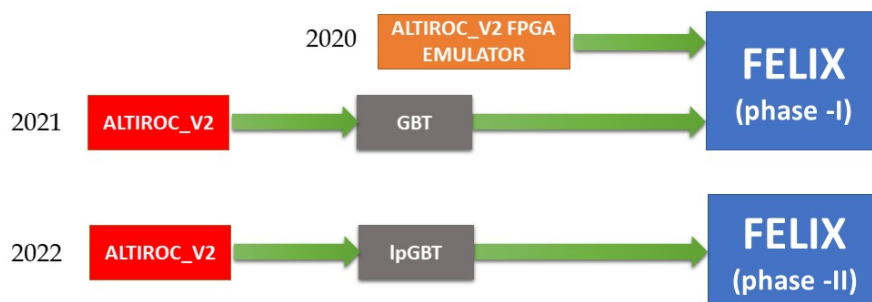 2020
ALTIROC_V2 FPGA
EMULATOR
FELIX
(phase -I)
2021
ALTIROC_V2
GBT
2022
ALTIROC_V2
lpGBT
FELIX
(phase -II)